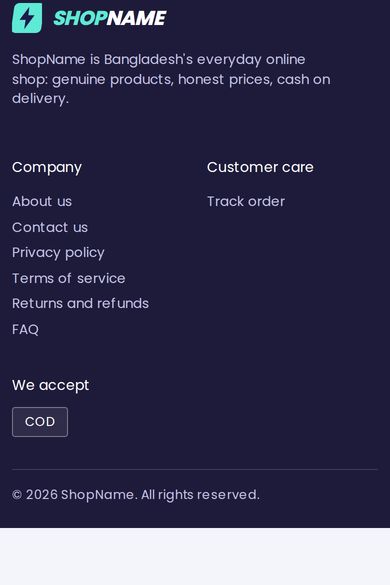 SHOPNAME
ShopName is Bangladesh's everyday online
shop: genuine products, honest prices, cash on
delivery.
Company
About us
Contact us
Privacy policy
Terms of service
Returns and refunds
FAQ
Customer care
Track order
We accept
COD
© 2026 ShopName. All rights reserved.